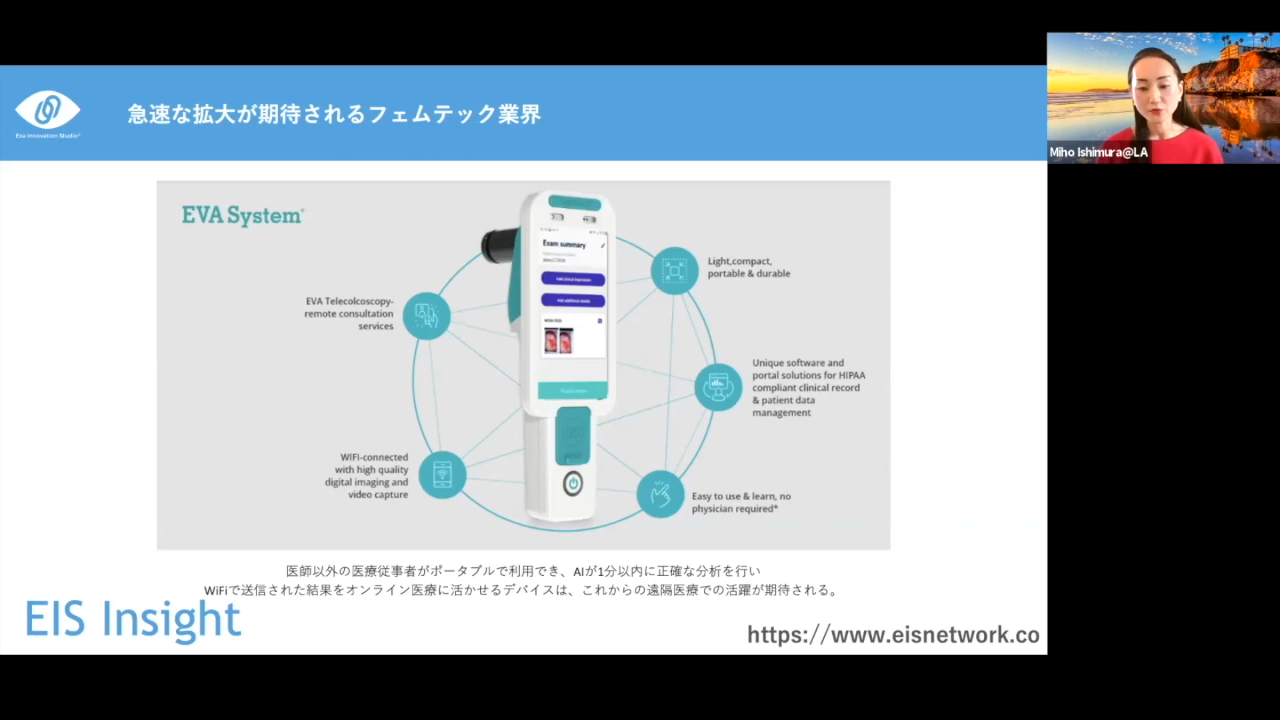 Exa Innovation Studio
急速な拡大が期待されるフェムテック業界
Miho Ishimura@LA
EVA System
Exam summary
Add clinical impression
Add additional details
Light,compact,
portable & durable
EVA Telecolcoscopy-
remote consultation
services
Unique software and
portal solutions for HIPAA
compliant clinical record
& patient data
management
WIFI-connected
with high quality
digital imaging and
video capture
Easy to use & learn, no
physician required*
医師以外の医療従事者がポータブルで利用でき、AIが1分以内に正確な分析を行い
WiFiで送信された結果をオンライン医療に活かせるデバイスは、これからの遠隔医療での活躍が期待される。
EIS Insight
https://www.eisnetwork.co